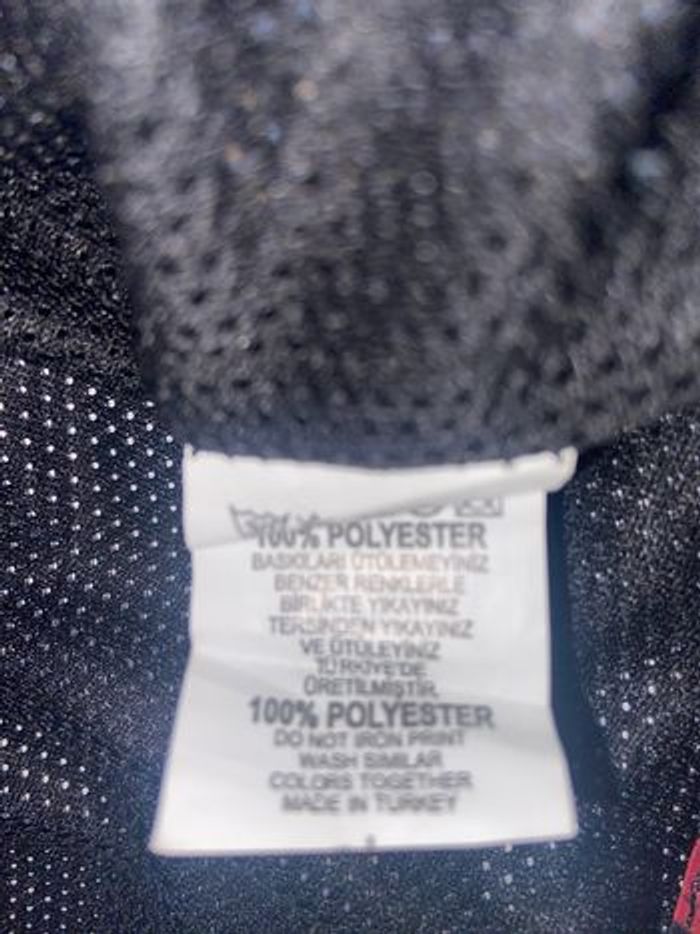 100% POLYESTER
BASKILARI ÜTÜLEMEYİNİZ
BENZER RENKLERLE
BİRLİKTE YIKAYINIZ
TERSİNDEN YIKAYINIZ
VE ÜTÜLEYİNİZ
TÜRKİYE'DE
ÜRETİLMİŞTİR.
100% POLYESTER
DO NOT IRON PRINT
WASH SIMILAR
COLORS TOGETHER
MADE IN TURKEY